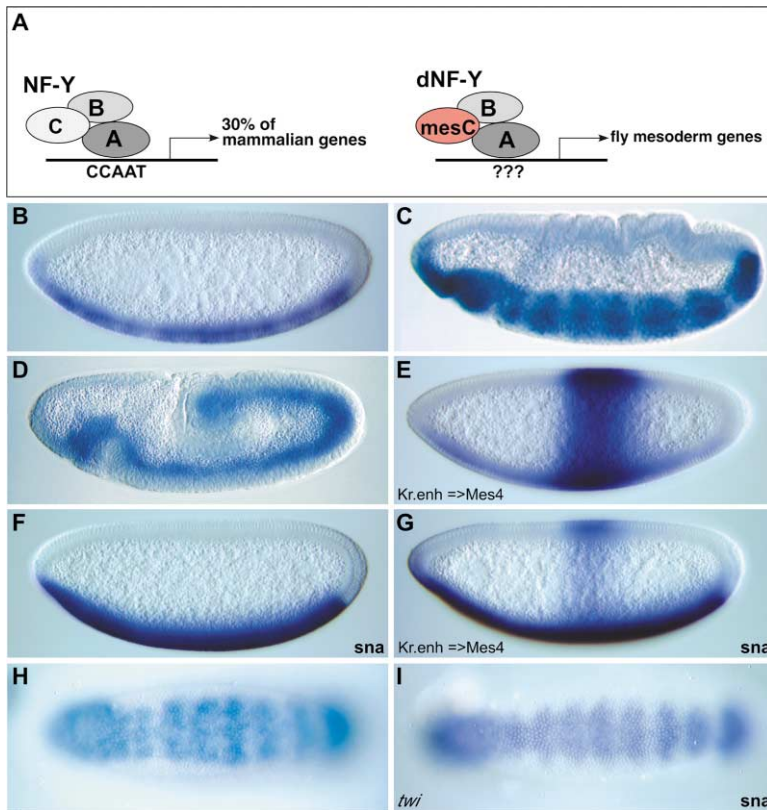 A
NF-Y
B
C
A
CCAAT
30% of
mammalian genes
dNF-Y
B
mesC
A
???
fly mesoderm genes
B
C
D
E
Kr.enh =>Mes4
F
sna
G
Kr.enh =>Mes4
sna
H
I
twi
sna